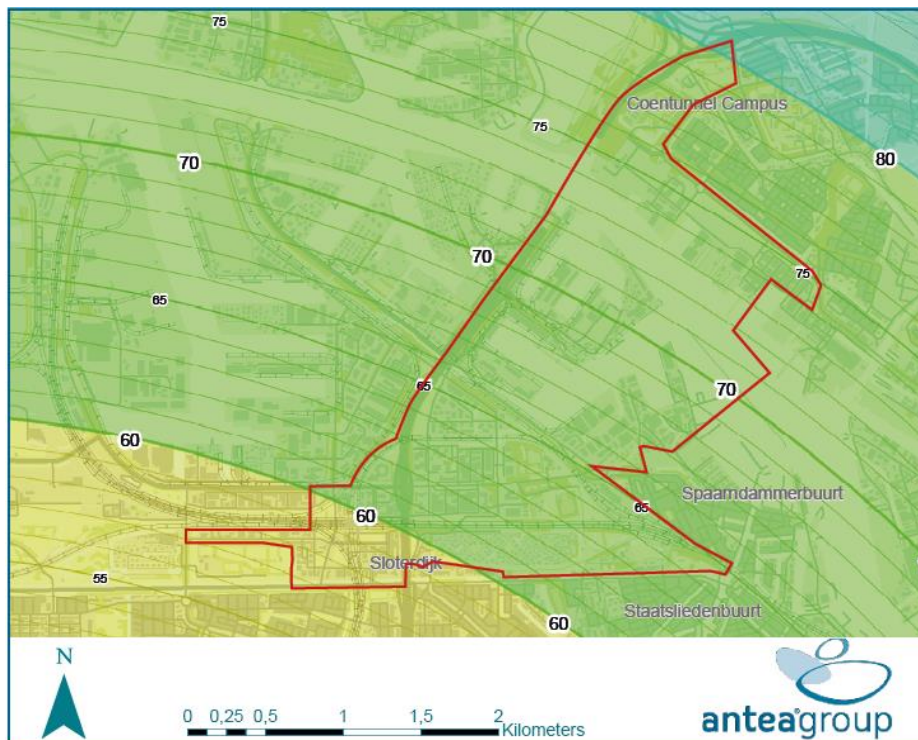 75
Coentunnel Campus
75
70
80
70
75
65
65
70
60
Spaarndammerbuurt
65
60
Sloterdijk
55
Staatsliedenbuurt
60
N
0 0,25 0,5 1 1,5 2
Kilometers
anteagroup